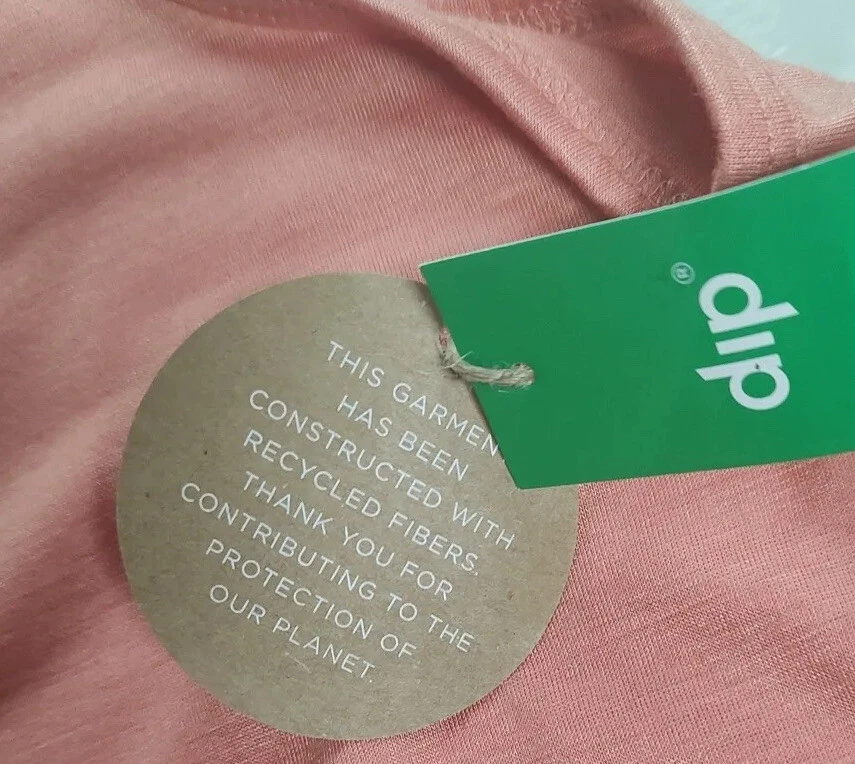 THIS GARMEN
HAS BEEN
CONSTRUCTED WITH
RECYCLED FIBERS.
THANK YOU FOR
CONTRIBUTING TO THE
PROTECTION OF
OUR PLANET.
dip®